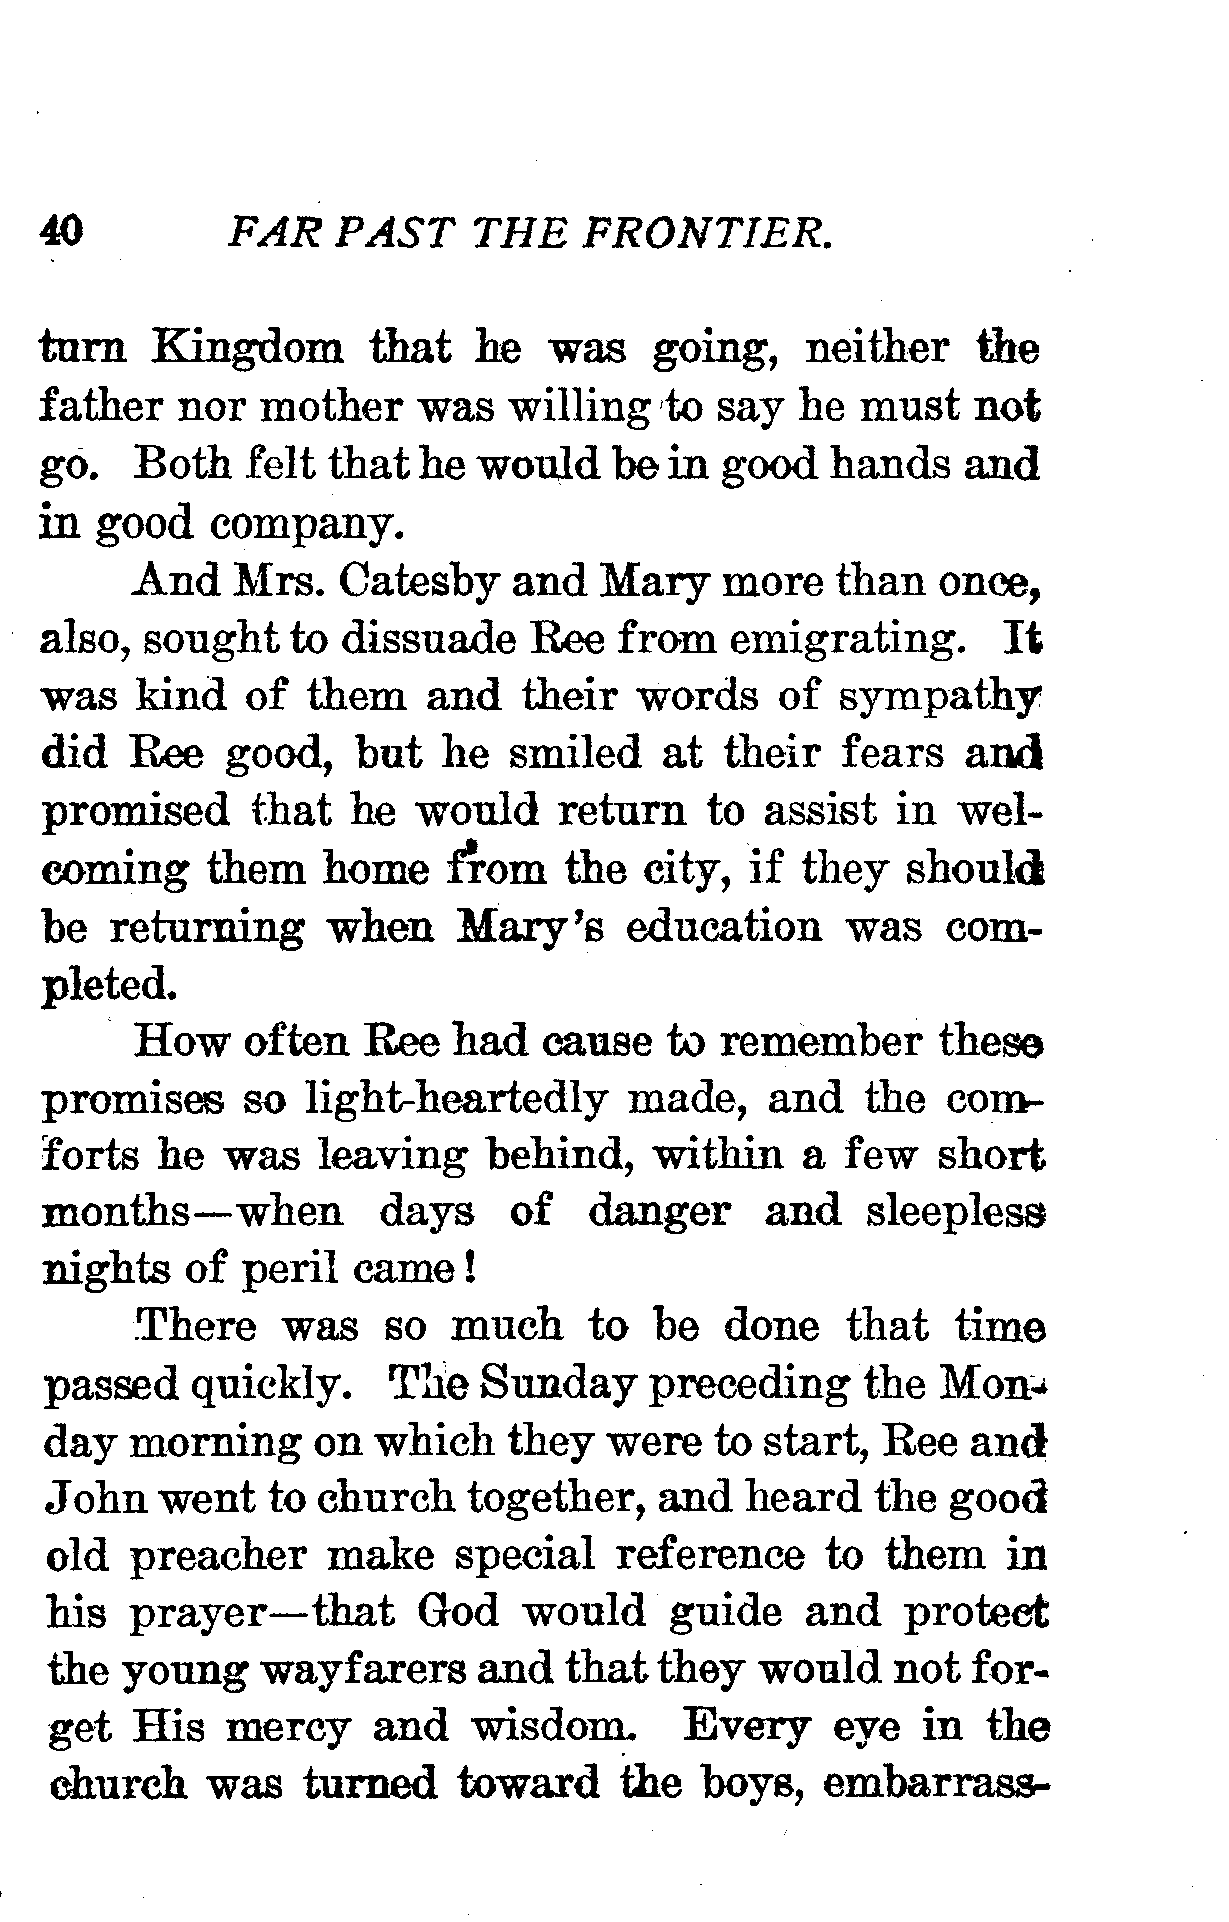 40 FAR PAST THE FRONTIER.
turn Kingdom that he was going, neither the
father nor mother was willing to say he must not
go. Both felt that he would be in good hands and
in good company.
And Mrs. Catesby and Mary more than once,
also, sought to dissuade Ree from emigrating. It
was kind of them and their words of sympathy
did Ree good, but he smiled at their fears and
promised that he would return to assist in wel-
coming them home from the city, if they should
be returning when Mary's education was com-
pleted.
How often Ree had cause to remember these
promises so light-heartedly made, and the com-
forts he was leaving behind, within a few short
months—when days of danger and sleepless
nights of peril came!
There was so much to be done that time
passed quickly. The Sunday preceding the Mon-
day morning on which they were to start, Ree and
John went to church together, and heard the good
old preacher make special reference to them in
his prayer—that God would guide and protect
the young wayfarers and that they would not for-
get His mercy and wisdom. Every eye in the
church was turned toward the boys, embarrass-